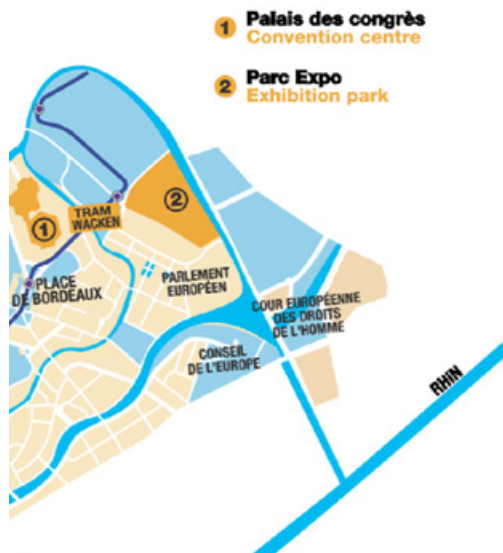 1 Palais des congrès
Convention centre
2 Parc Expo
Exhibition park
2
TRAM
WACKEN
1
PARLEMENT
EUROPÉEN
PLACE
DE BORDEAUX
COUR EUROPÉENNE
DES DROITS
DE L'HOMME
CONSEIL
DE L'EUROPE
RHIN